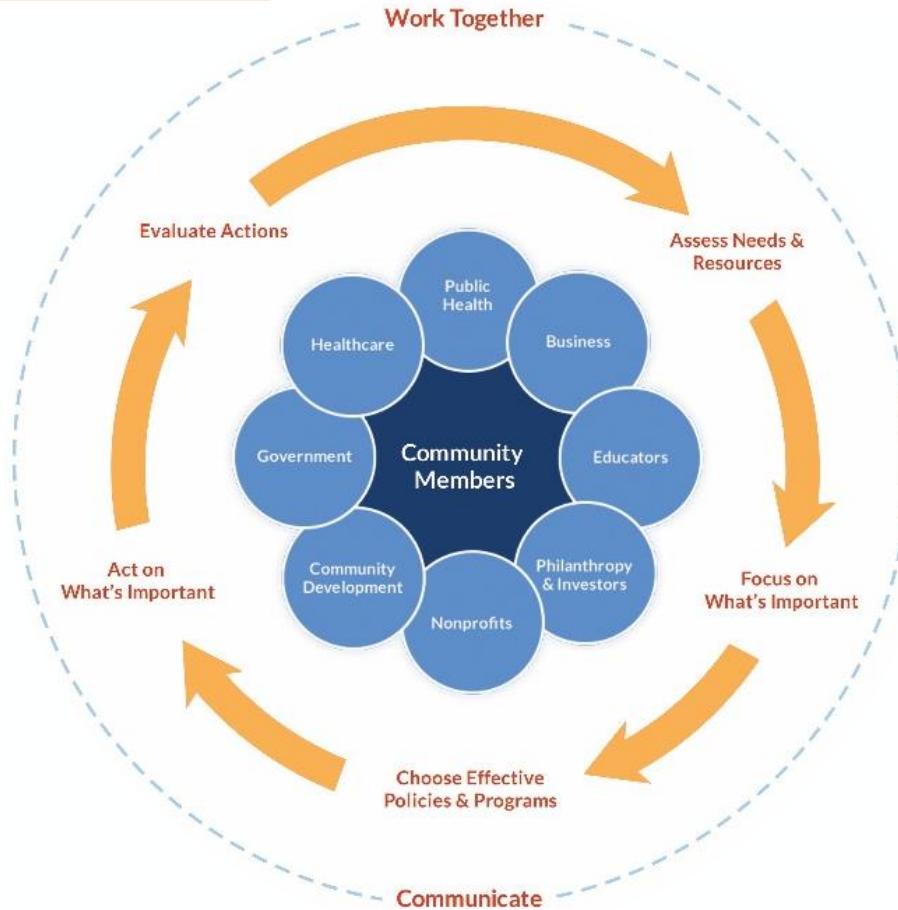 Work Together
Evaluate Actions
Assess Needs &
Resources
Public
Health
Healthcare
Business
Government
Community
Members
Educators
Community
Development
Philanthropy
& Investors
Nonprofits
Act on
What's Important
Focus on
What's Important
Choose Effective
Policies & Programs
Communicate